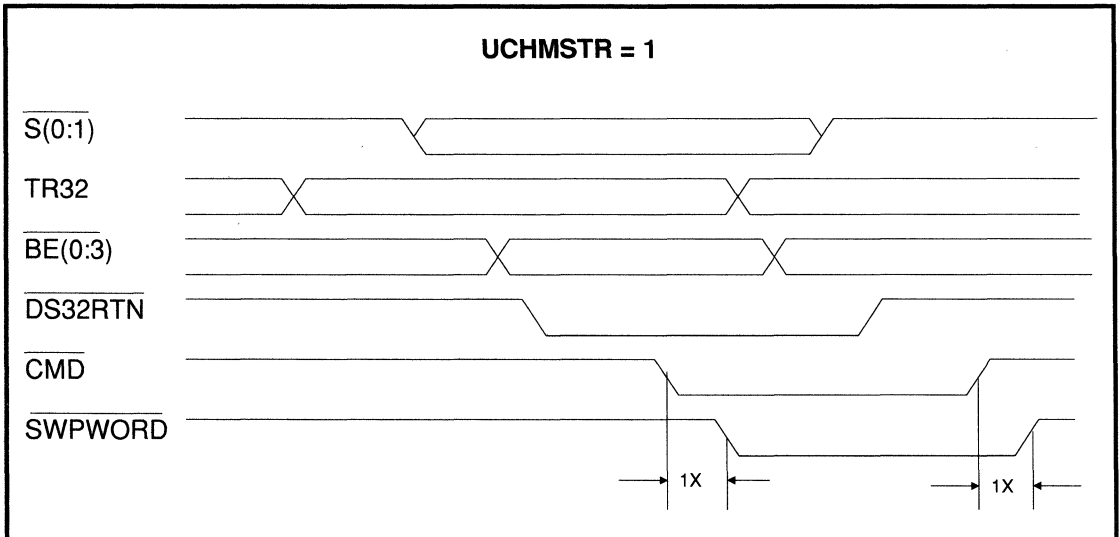 UCHMSTR = 1
S(0:1)
TR32
BE(0:3)
DS32RTN
CMD
SWPWORD
1X
1X